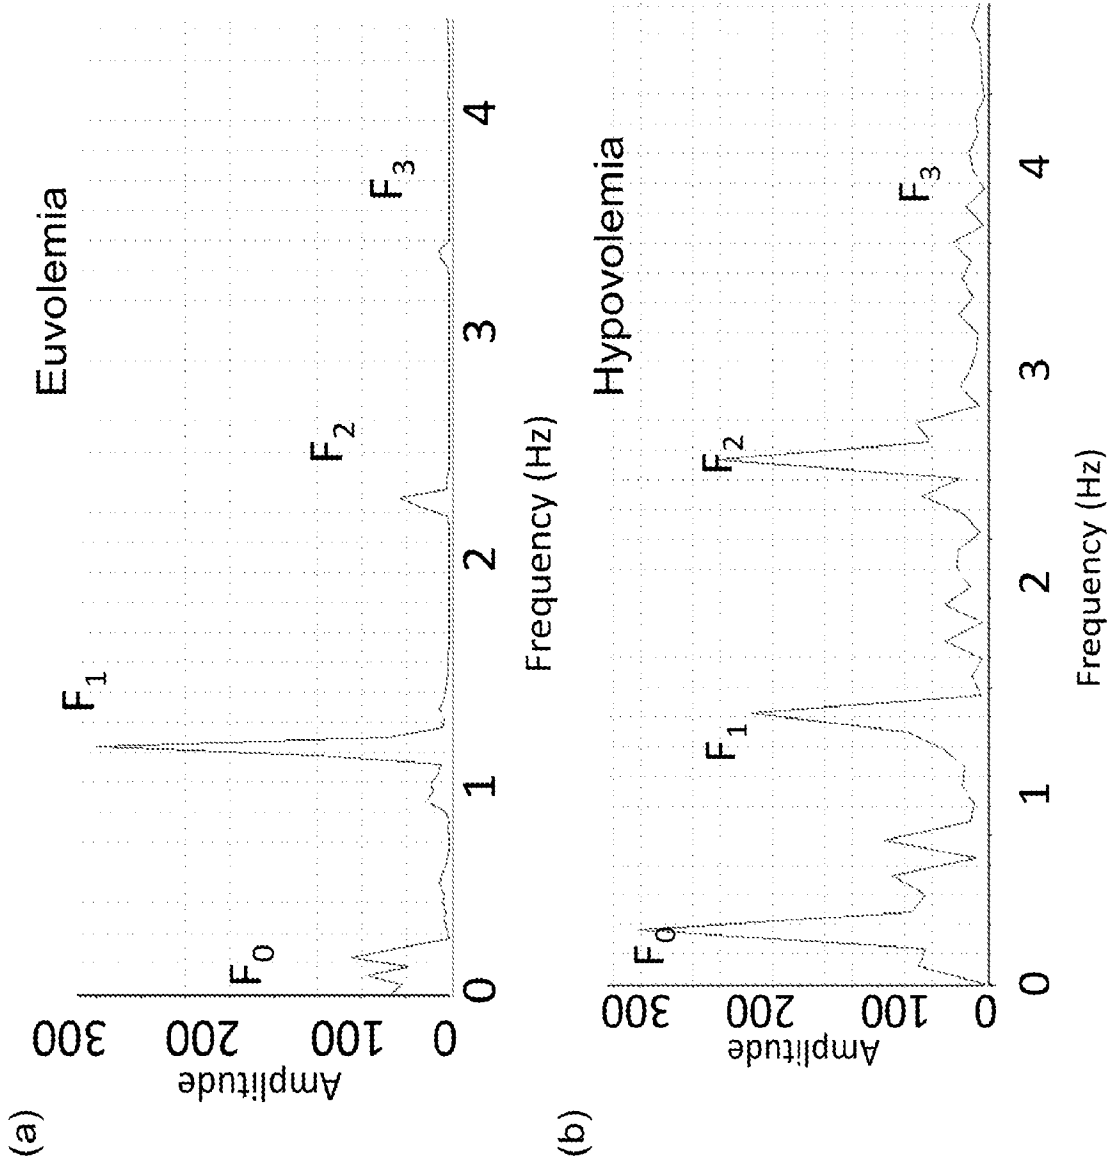 (a)
Euvolemia
Amplitude
300
200
100
0
F0
F1
F2
F3
0
1
2
3
4
Frequency (Hz)
(b)
Hypovolemia
Amplitude
300
200
100
0
F0
F1
F2
F3
0
1
2
3
4
Frequency (Hz)